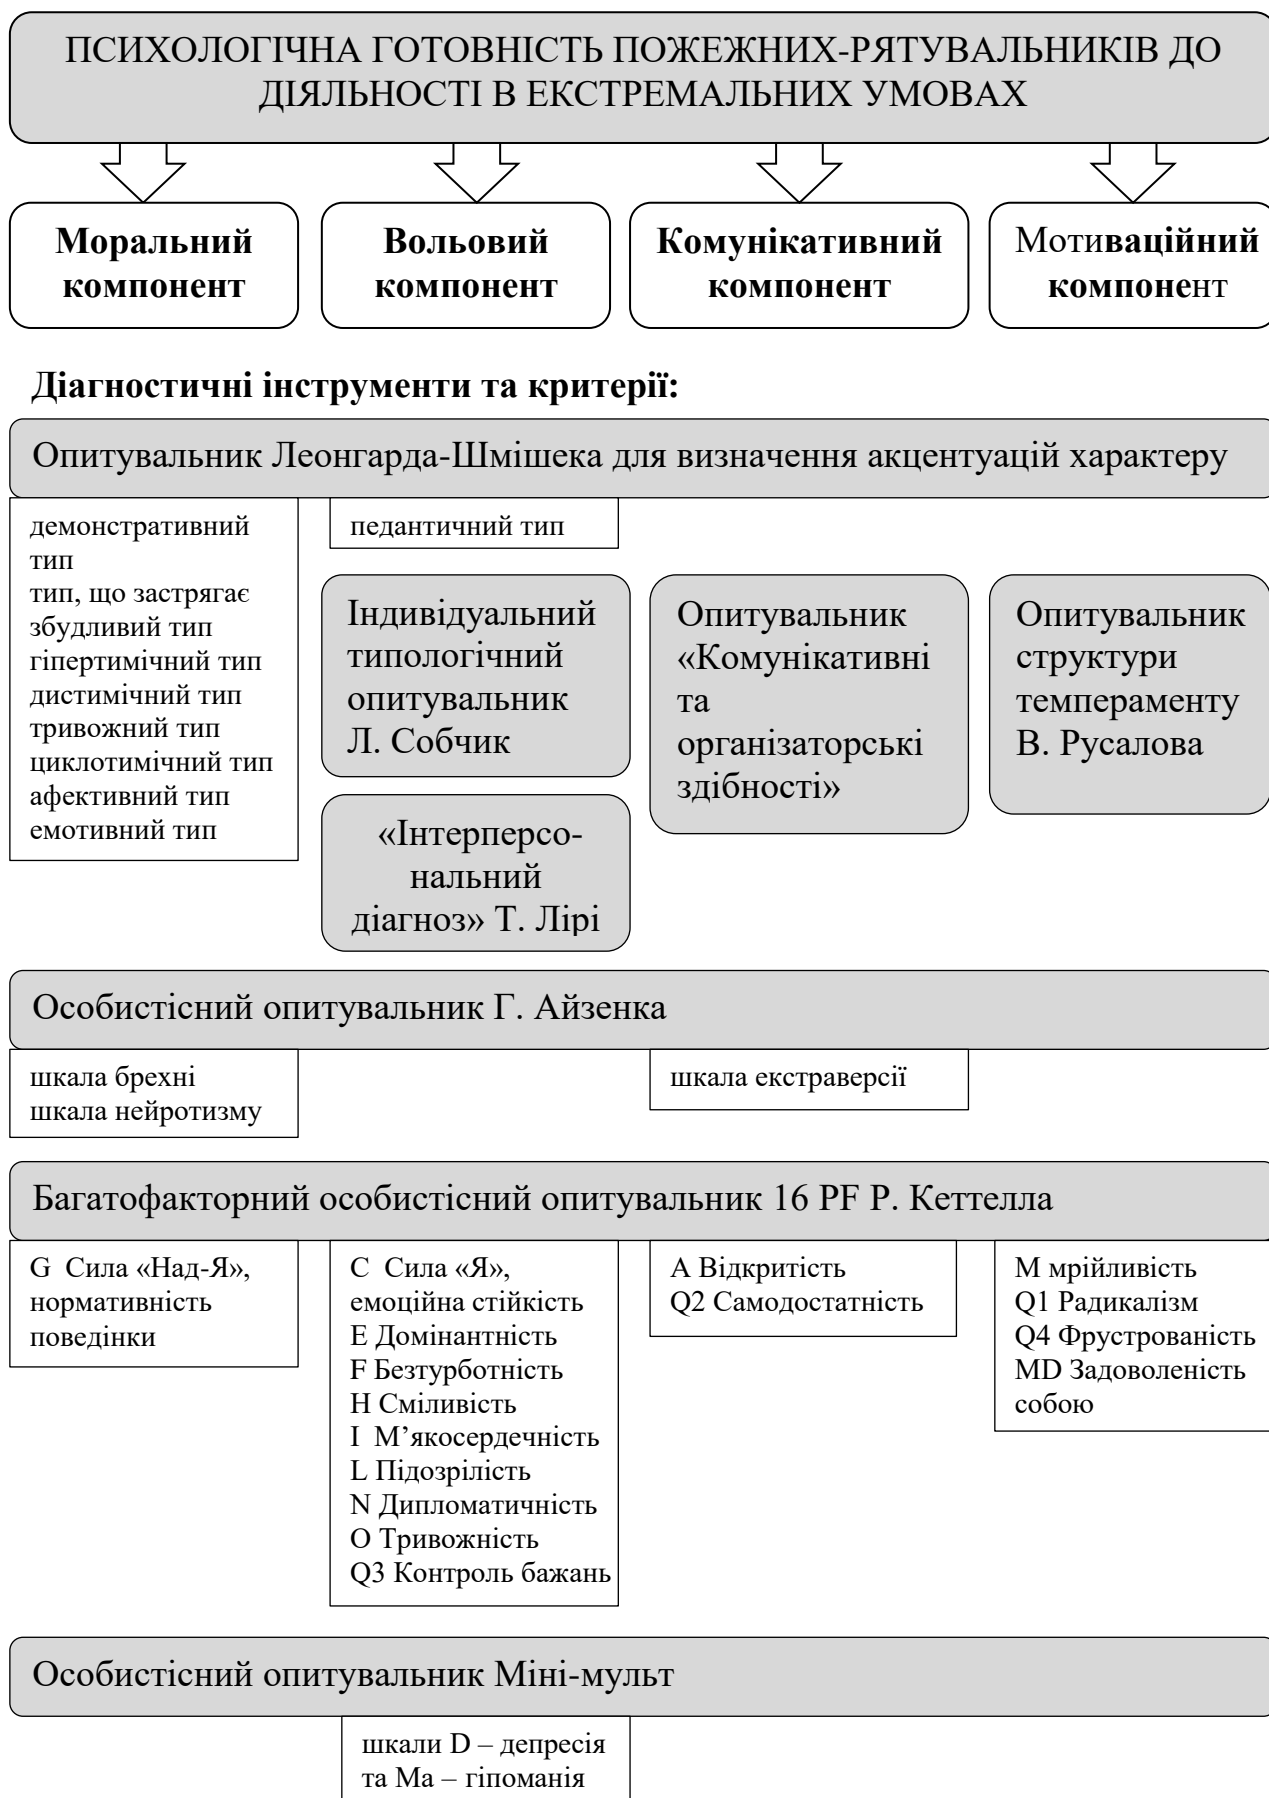 ПСИХОЛОГІЧНА ГОТОВНІСТЬ ПОЖЕЖНИХ-РЯТУВАЛЬНИКІВ ДО
ДІЯЛЬНОСТІ В ЕКСТРЕМАЛЬНИХ УМОВАХ
Моральний
компонент
Вольовий
компонент
Комунікативний
компонент
Мотиваційний
компонент
Діагностичні інструменти та критерії:
Опитувальник Леонгарда-Шмішека для визначення акцентуацій характеру
демонстративний
тип
тип, що застрягає
збудливий тип
гіпертимічний тип
дистимічний тип
тривожний тип
циклотимічний тип
афективний тип
емотивний тип
педантичний тип
Індивідуальний
типологічний
опитувальник
Л. Собчик
«Інтерперсо-
нальний
діагноз» Т. Лірі
Опитувальник
«Комунікативні
та
організаторські
здібності»
Опитувальник
структури
темпераменту
В. Русалова
Особистісний опитувальник Г. Айзенка
шкала брехні
шкала нейротизму
шкала екстраверсії
Багатофакторний особистісний опитувальник 16 PF Р. Кеттелла
G Сила «Над-Я»,
нормативність
поведінки
C Сила «Я»,
емоційна стійкість
E Домінантність
F Безтурботність
H Сміливість
I М’якосердечність
L Підозрілість
N Дипломатичність
O Тривожність
Q3 Контроль бажань
A Відкритість
Q2 Самодостатність
M мрійливість
Q1 Радикалізм
Q4 Фрустрованість
MD Задоволеність
собою
Особистісний опитувальник Міні-мульт
шкали D – депресія
та Ма – гіпоманія